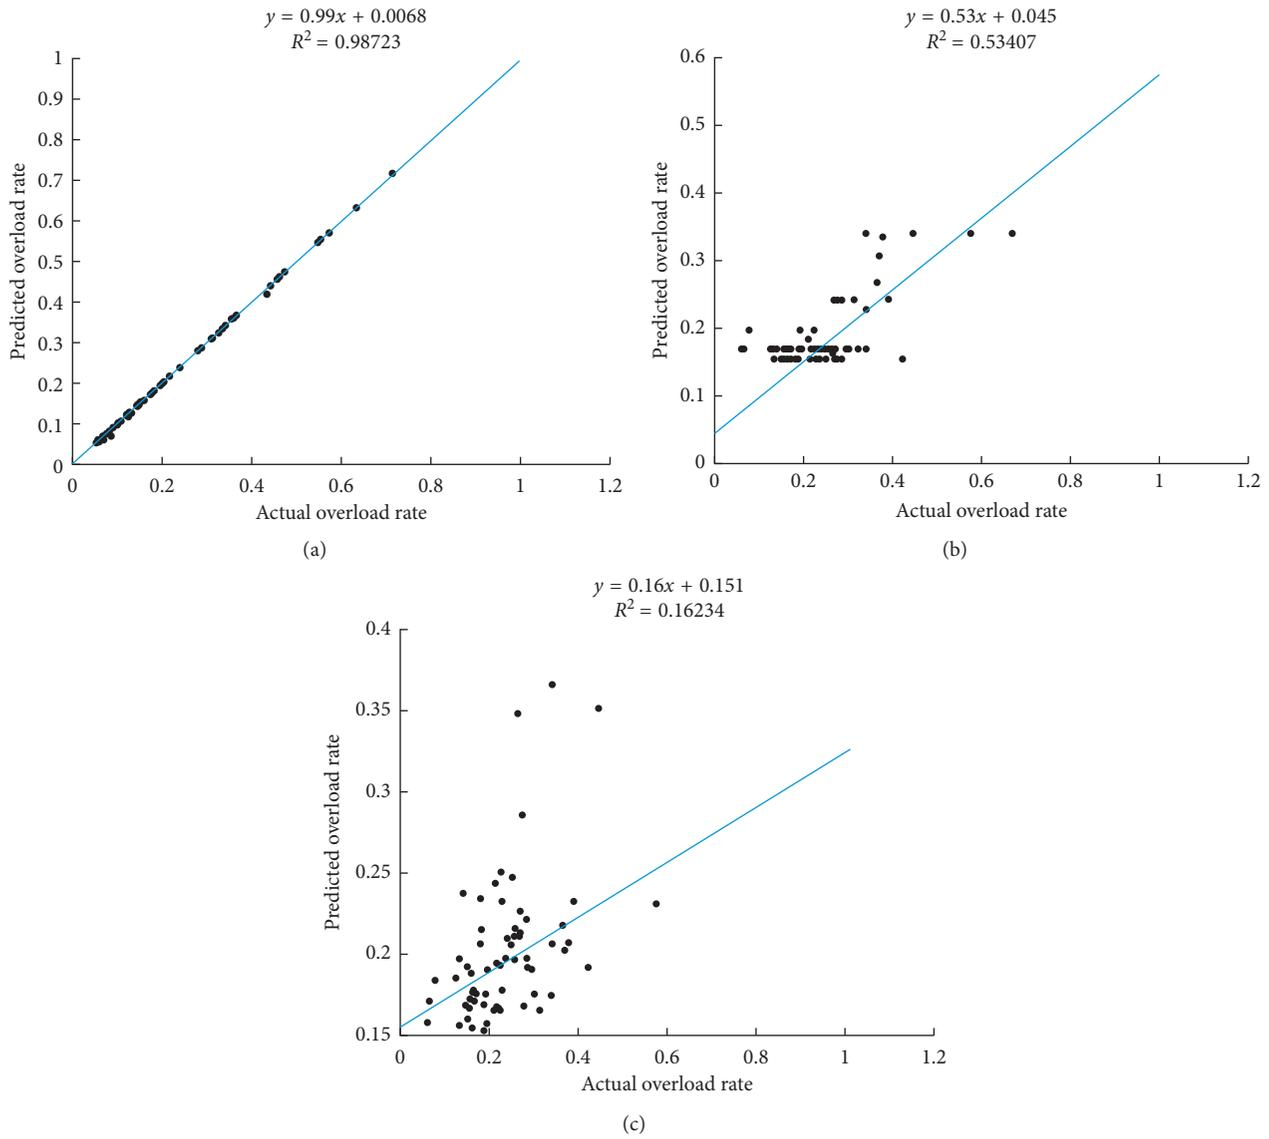 y = 0.99x + 0.0068
R² = 0.98723
1
0.9
0.8
0.7
0.6
0.5
0.4
0.3
0.2
0.1
0
Predicted overload rate
0 0.2 0.4 0.6 0.8 1 1.2
Actual overload rate
(a)
y = 0.53x + 0.045
R² = 0.53407
0.6
0.5
0.4
0.3
0.2
0.1
0
Predicted overload rate
0 0.2 0.4 0.6 0.8 1 1.2
Actual overload rate
(b)
y = 0.16x + 0.151
R² = 0.16234
0.4
0.35
0.3
0.25
0.2
0.15
Predicted overload rate
0 0.2 0.4 0.6 0.8 1 1.2
Actual overload rate
(c)